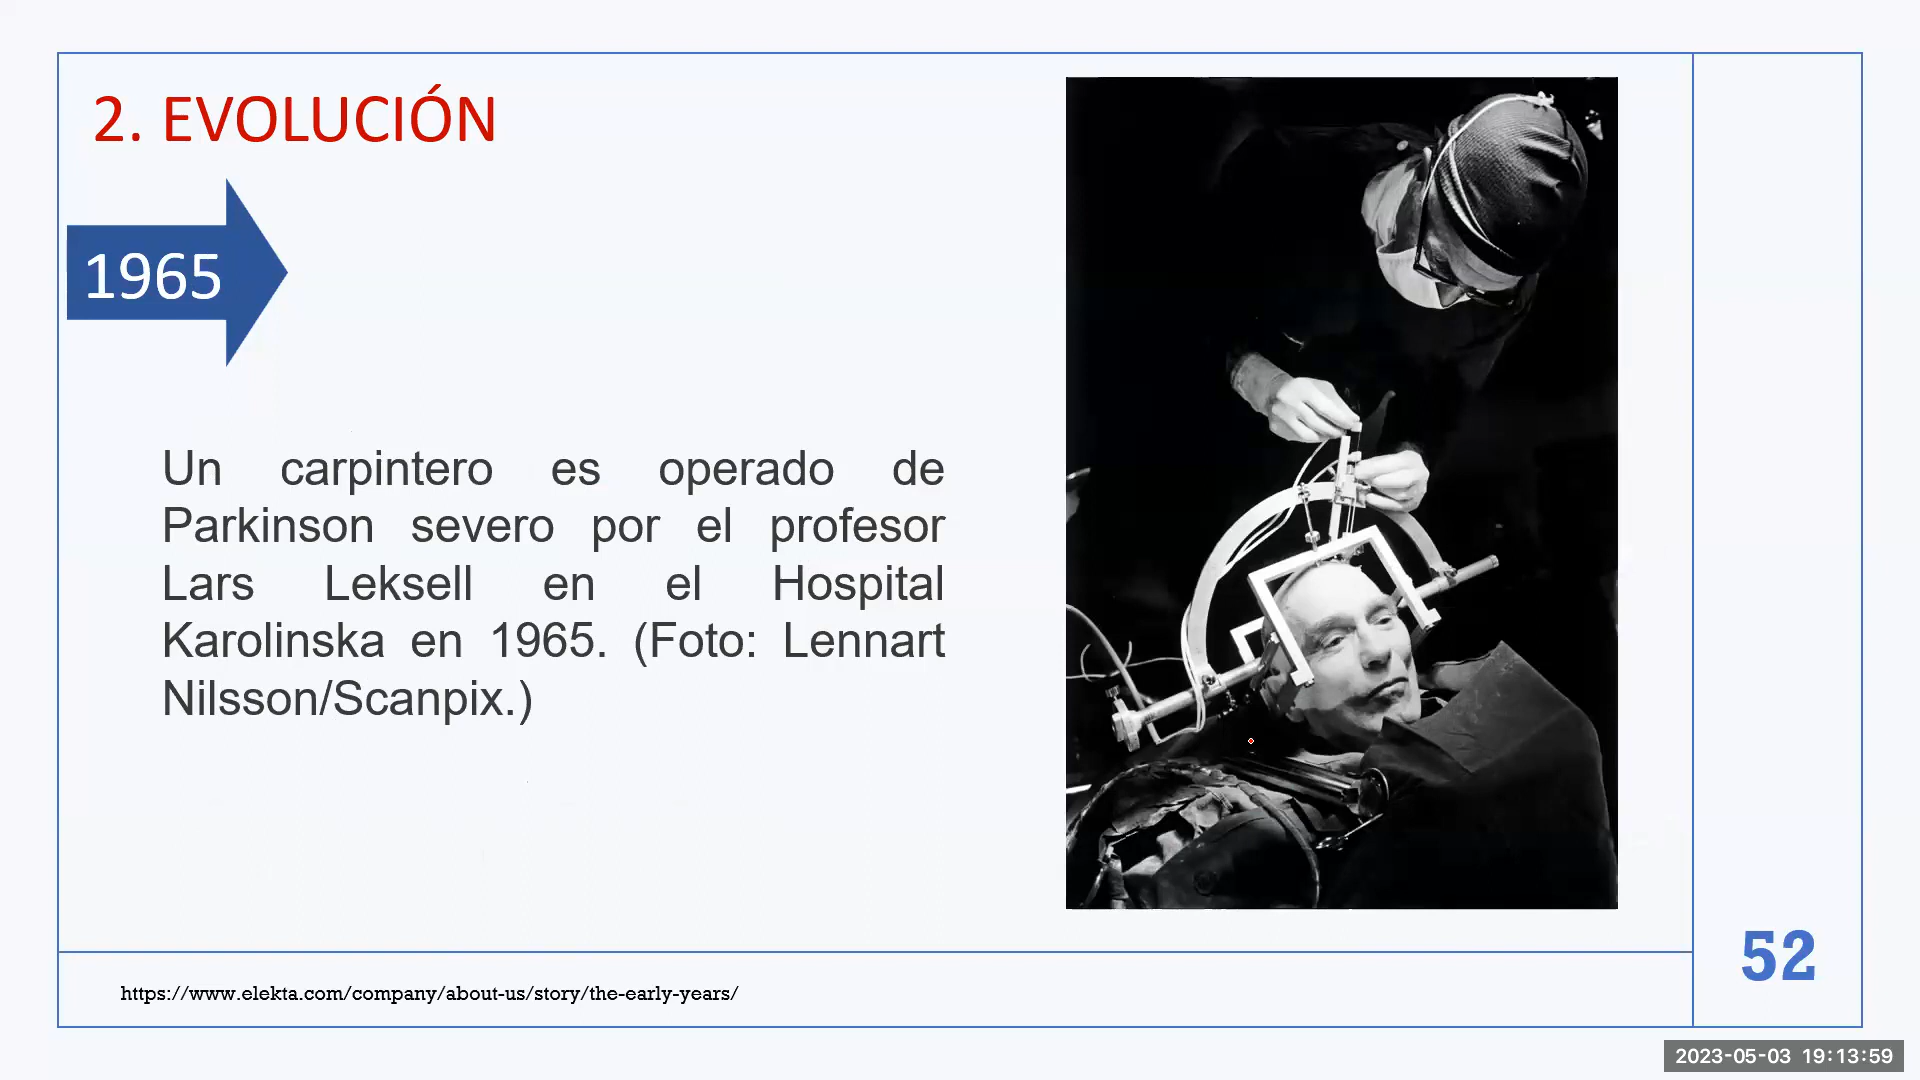 2. EVOLUCIÓN
1965
Un carpintero es operado de
Parkinson severo por el profesor
Lars Leksell en el Hospital
Karolinska en 1965. (Foto: Lennart
Nilsson/Scanpix.)
52
https://www.elekta.com/company/about-us/story/the-early-years/
2023-05-03 19:13:59